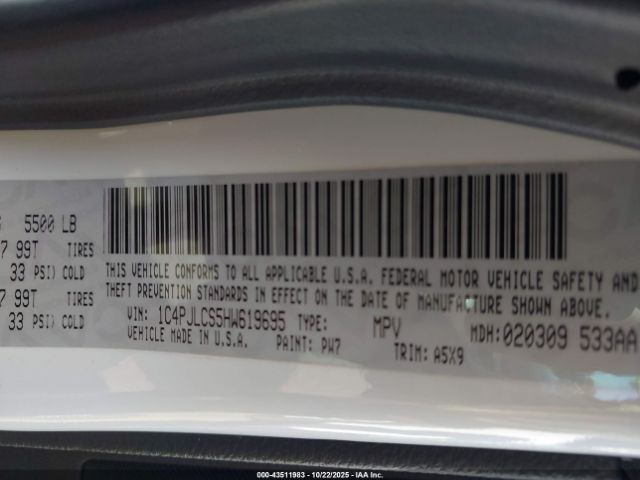 5500 LB
99T TIRES
33 PSI) COLD
99T TIRES
33 PSI) COLD
THIS VEHICLE CONFORMS TO ALL APPLICABLE U.S.A. FEDERAL MOTOR VEHICLE SAFETY AND
THEFT PREVENTION STANDARDS IN EFFECT ON THE DATE OF MANUFACTURE SHOWN ABOVE.
VIN: 1C4PJLCS5HW619695 TYPE: MPV MDH:020309 533AA
VEHICLE MADE IN U.S.A. PAINT: PW7 TRIM: A5X9
000-43511983 - 10/22/2025 - IAA Inc.